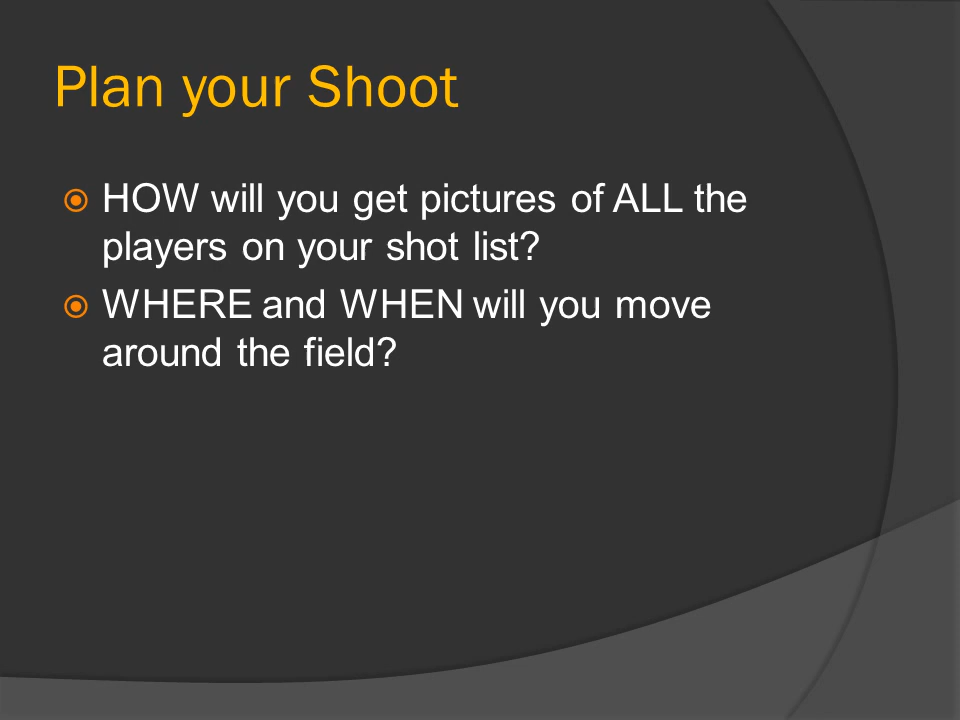 Plan your Shoot
HOW will you get pictures of ALL the
players on your shot list?
WHERE and WHEN will you move
around the field?